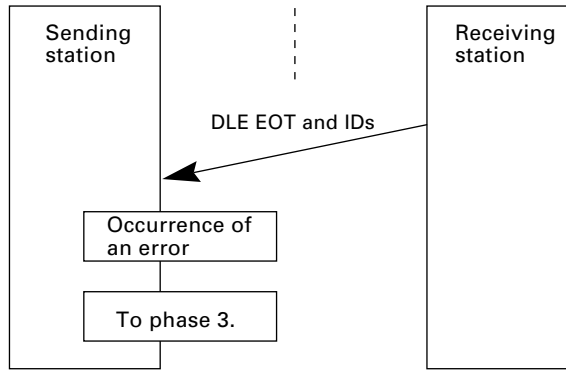 Sending
station
Receiving
station
DLE EOT and IDs
Occurrence of
an error
To phase 3.